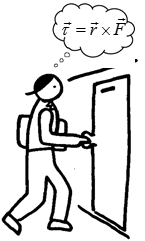 τ⃗ = r⃗ × F⃗